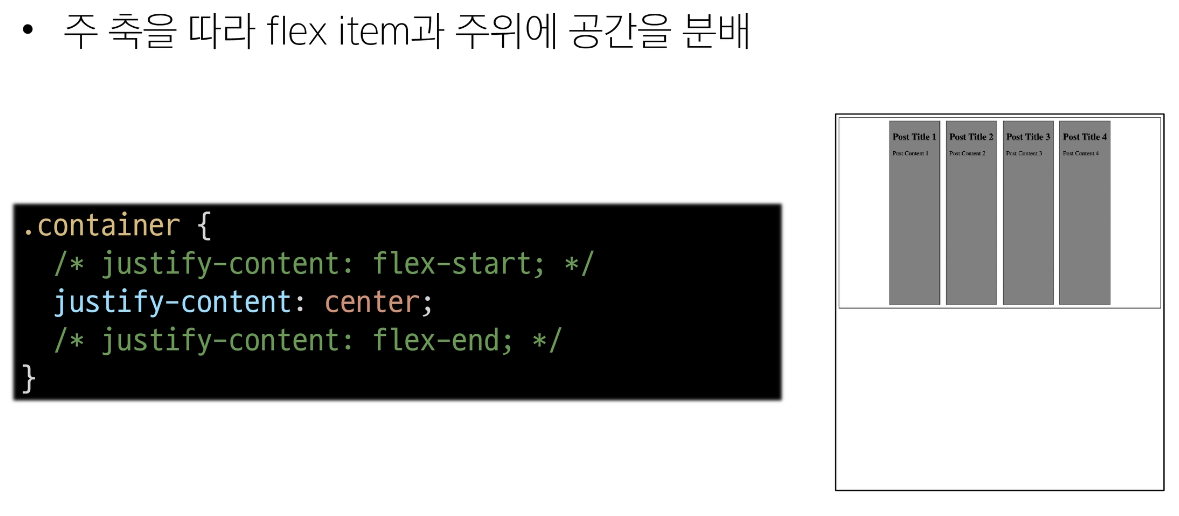 • 주 축을 따라 flex item과 주위에 공간을 분배
.container {
/* justify-content: flex-start; */
justify-content: center;
/* justify-content: flex-end; */
}
Post Title 1 Post Title 2 Post Title 3 Post Title 4
Post Content 1 Post Content 2 Post Content 3 Post Content 4